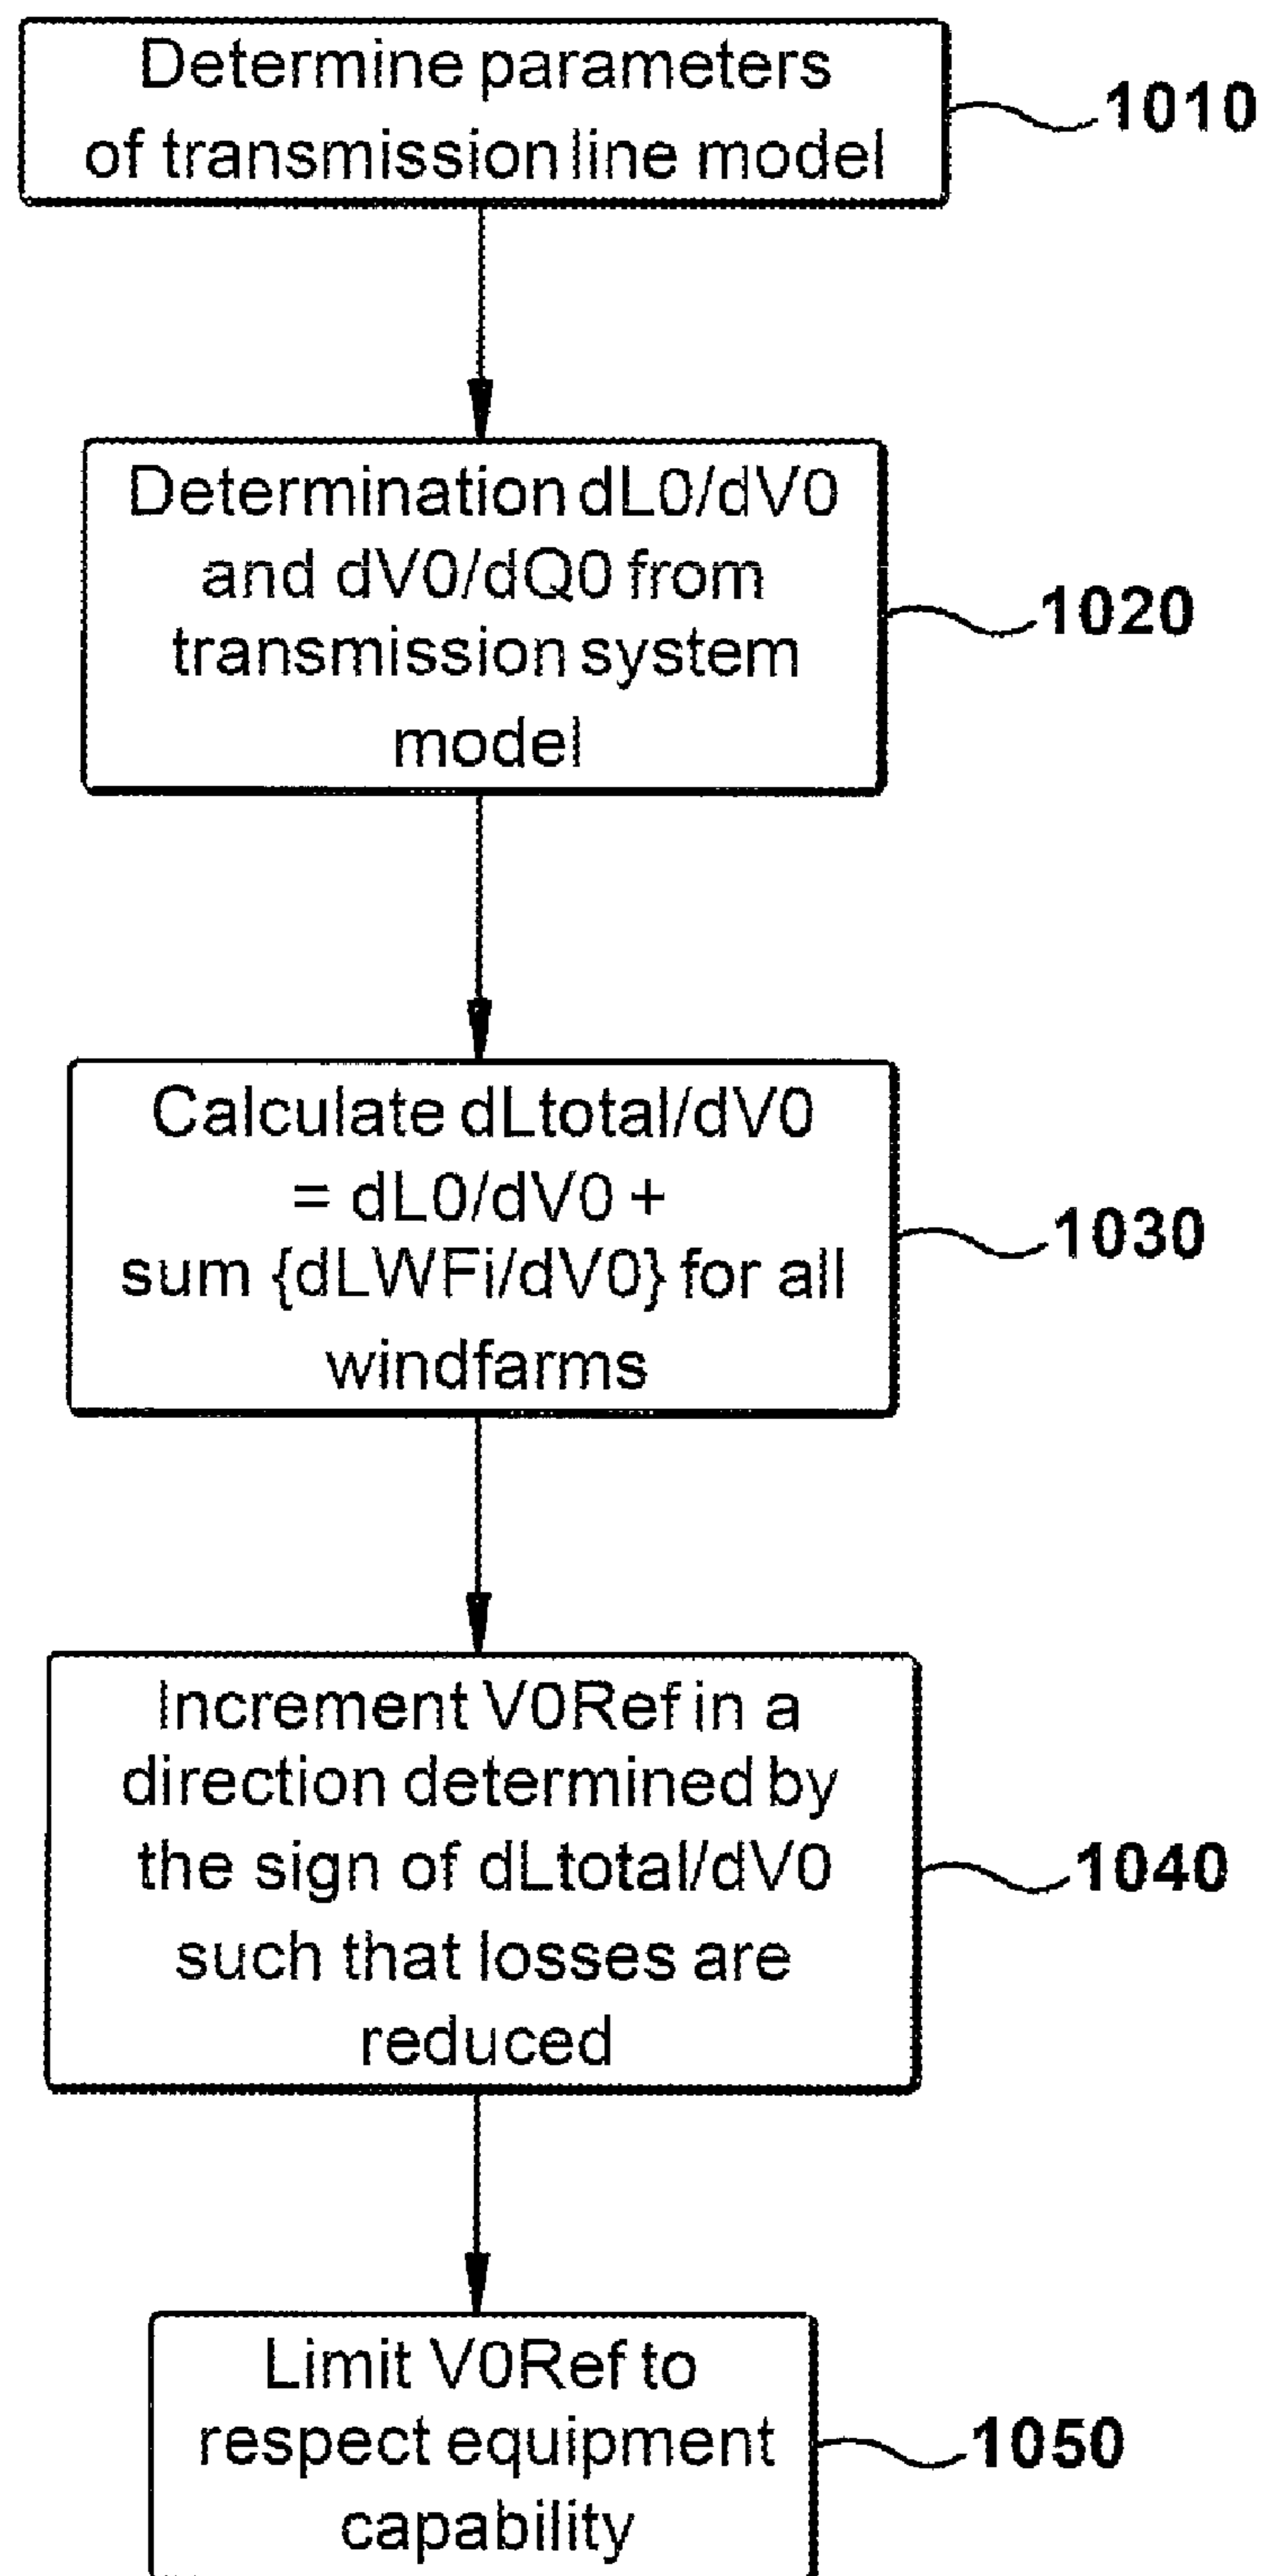 Determine parameters
of transmission line model
1010
Determination dL0/dV0
and dV0/dQ0 from
transmission system
model
1020
Calculate dLtotal/dV0
= dL0/dV0 +
sum {dLWFi/dV0} for all
windfarms
1030
Increment V0Ref in a
direction determined by
the sign of dLtotal/dV0
such that losses are
reduced
1040
Limit V0Ref to
respect equipment
capability
1050